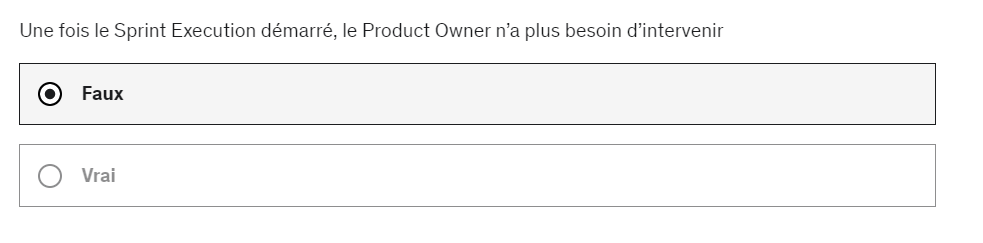 Une fois le Sprint Execution démarré, le Product Owner n’a plus besoin d’intervenir
Faux
Vrai